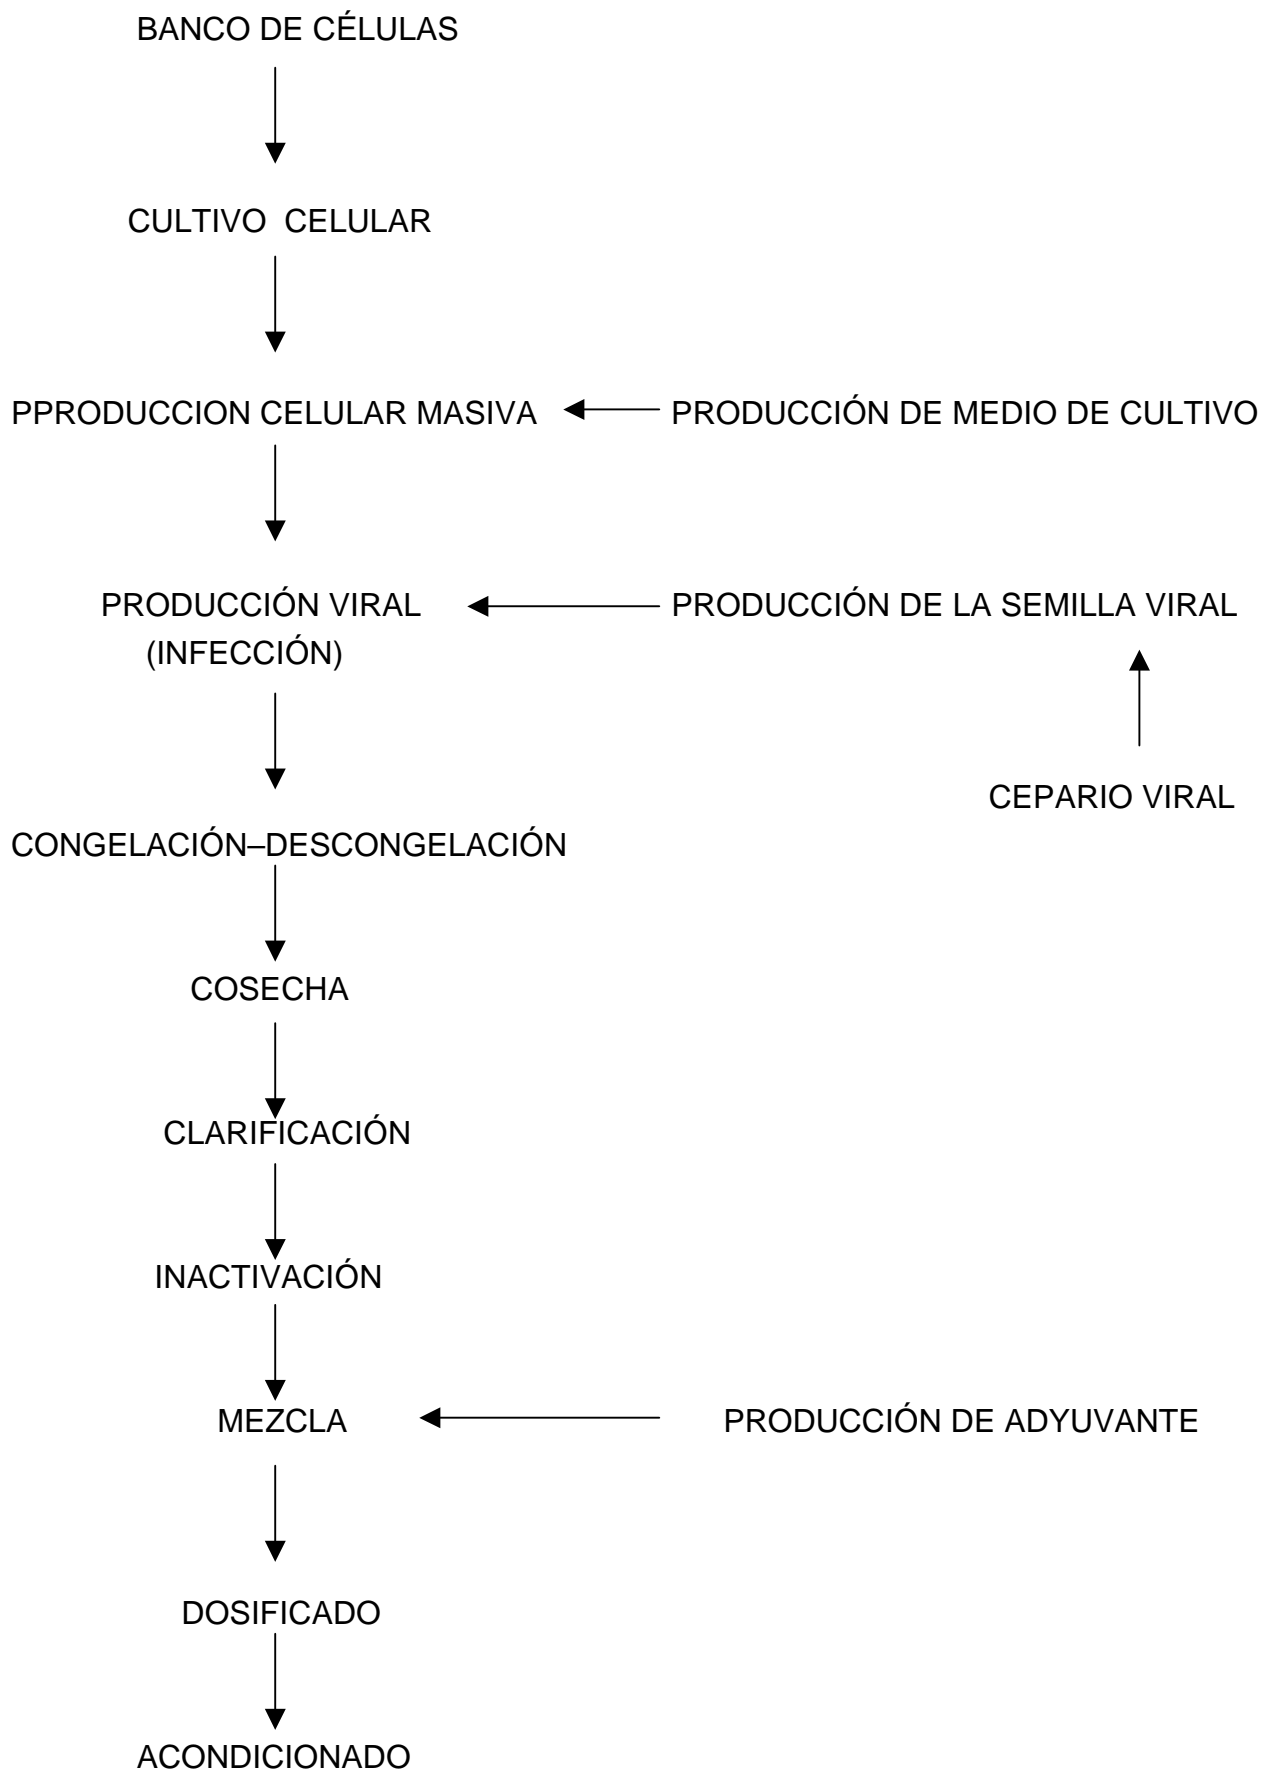 BANCO DE CÉLULAS
CULTIVO CELULAR
PPRODUCCION CELULAR MASIVA
PRODUCCIÓN DE MEDIO DE CULTIVO
PRODUCCIÓN VIRAL
(INFECCIÓN)
PRODUCCIÓN DE LA SEMILLA VIRAL
CEPARIO VIRAL
CONGELACIÓN–DESCONGELACIÓN
COSECHA
CLARIFICACIÓN
INACTIVACIÓN
MEZCLA
PRODUCCIÓN DE ADYUVANTE
DOSIFICADO
ACONDICIONADO